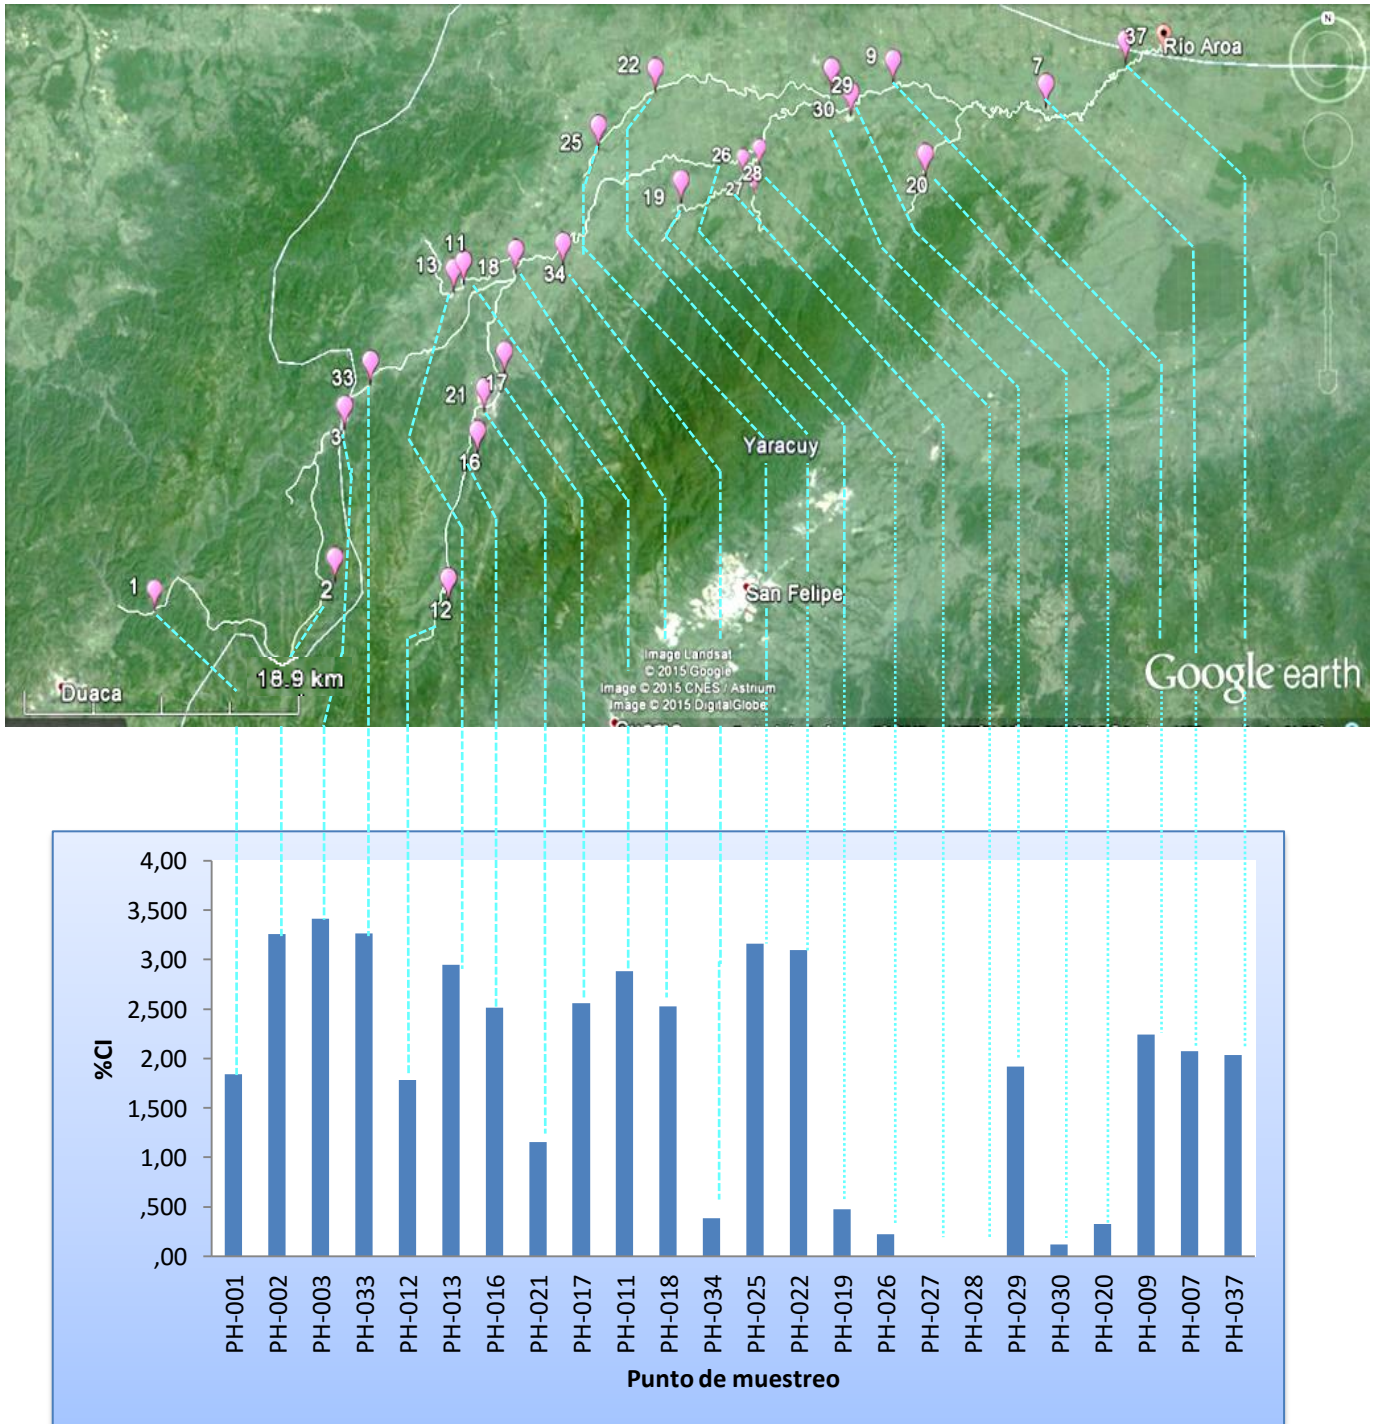 N
37
Río Aroa
9
22
7
29
30
25
26
28
20
27
19
11
13
18
34
33
17
21
3
Yaracuy
16
1
2
12
San Felipe
Image Landsat
© 2015 Google
Image © 2015 CNES / Astrium
Image © 2015 DigitalGlobe
Google earth
18.9 km
Duaca
4,00
3,500
3,00
2,500
2,00
1,500
1,00
,500
,00
%Cl
PH-001
PH-002
PH-003
PH-033
PH-012
PH-013
PH-016
PH-021
PH-017
PH-011
PH-018
PH-034
PH-025
PH-022
PH-019
PH-026
PH-027
PH-028
PH-029
PH-030
PH-020
PH-009
PH-007
PH-037
Punto de muestreo